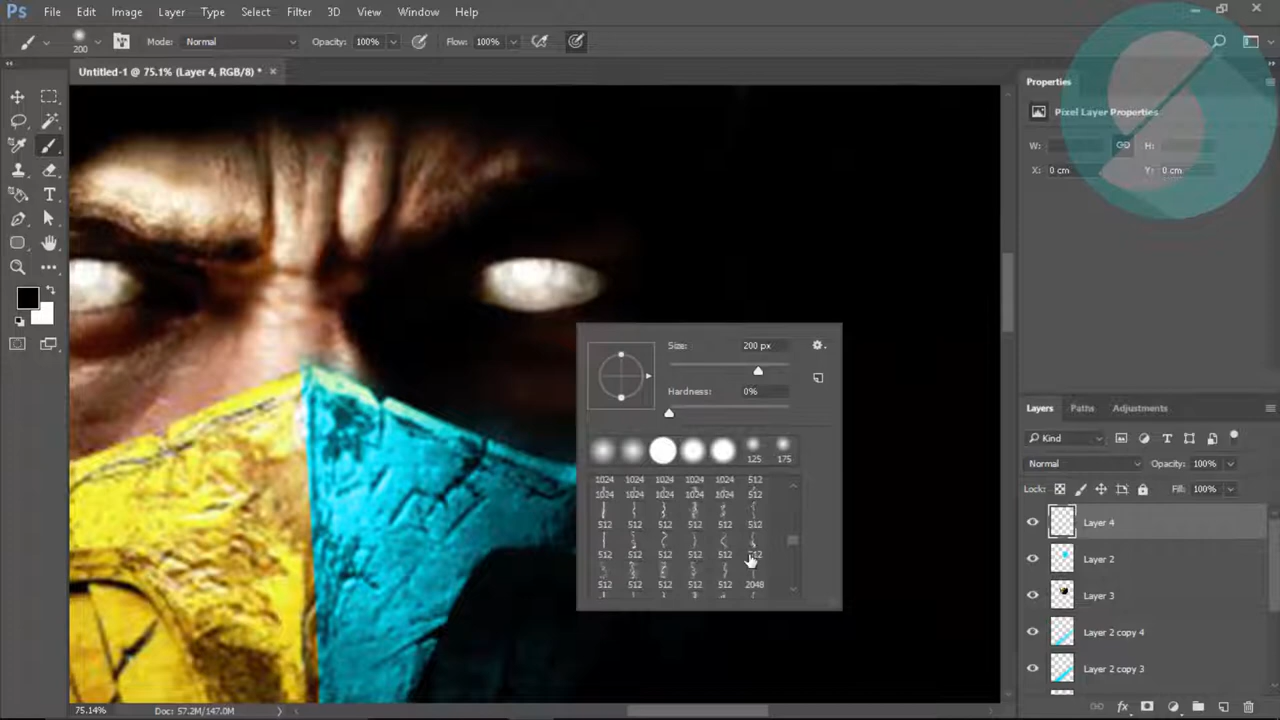 Ps File Edit Image Layer Type Select Filter 3D View Window Help
200 Mode: Normal Opacity: 100% Flow: 100%
Untitled-1 @ 75.1% (Layer 4, RGB/8) * ×
Properties
Pixel Layer Properties
W: H:
X: 0 cm Y: 0 cm
Size: 200 px
Hardness: 0%
125 175
1024 1024 1024 1024 1024 512
1024 1024 1024 1024 1024 512
512 512 512 512 512 512
512 512 512 512 512
512 512 512 512 512 2048
Layers Paths Adjustments
Kind
Normal Opacity: 100%
Lock: Fill: 100%
Layer 4
Layer 2
Layer 3
Layer 2 copy 4
Layer 2 copy 3
75.14% Doc: 57.2M/147.0M